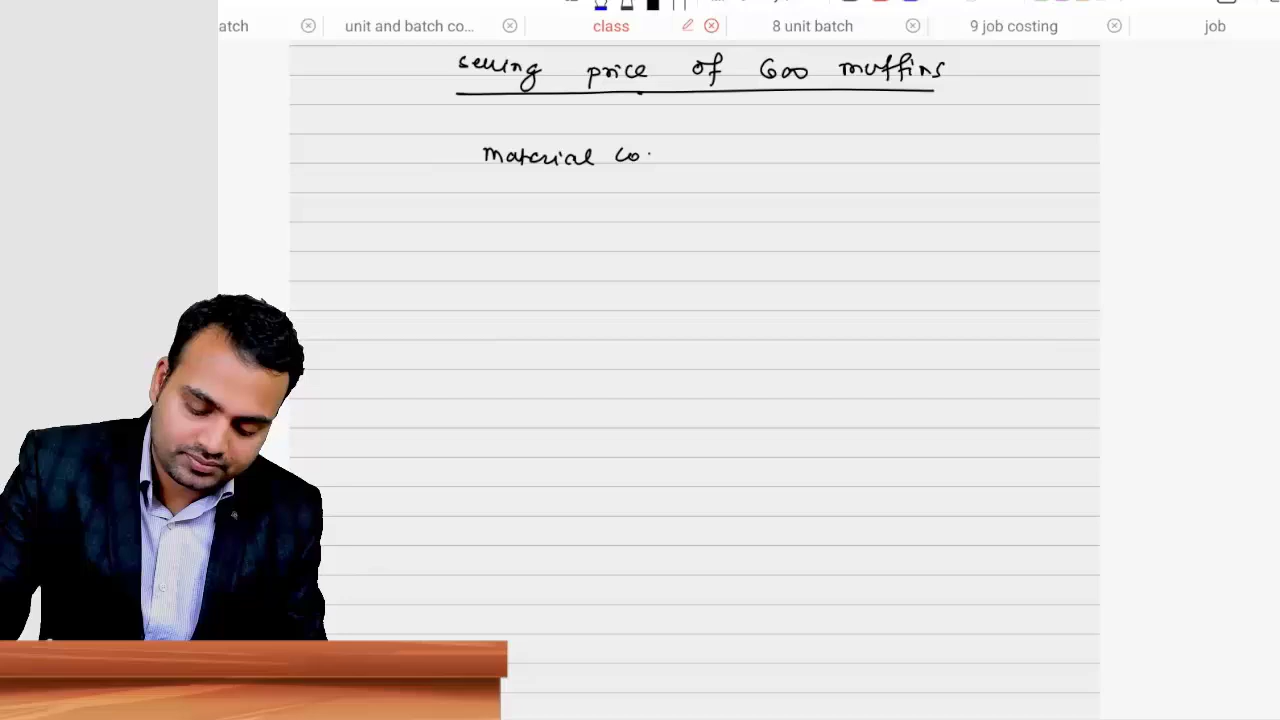 atch unit and batch co... class 8 unit batch 9 job costing job
selling price of 600 muffins
Material Co.